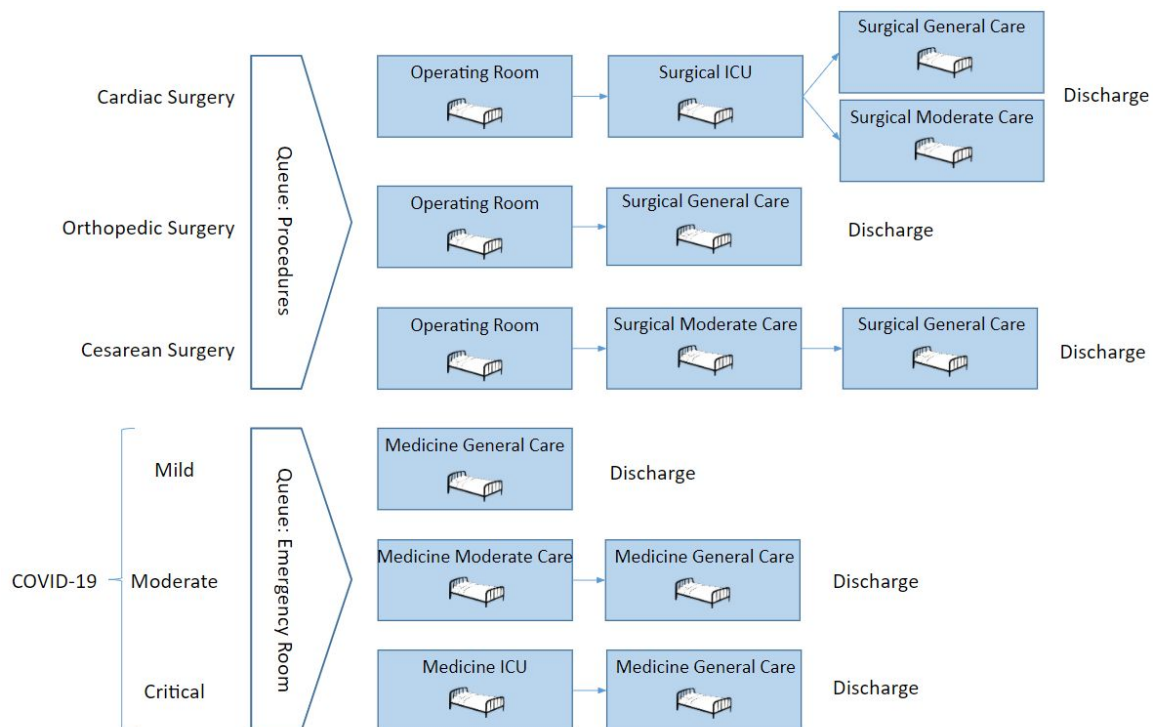 Cardiac Surgery
Queue: Procedures
Operating Room
Surgical ICU
Surgical General Care
Surgical Moderate Care
Discharge
Orthopedic Surgery
Operating Room
Surgical General Care
Discharge
Cesarean Surgery
Operating Room
Surgical Moderate Care
Surgical General Care
Discharge
COVID-19
Queue: Emergency Room
Mild
Medicine General Care
Discharge
Moderate
Medicine Moderate Care
Medicine General Care
Discharge
Critical
Medicine ICU
Medicine General Care
Discharge